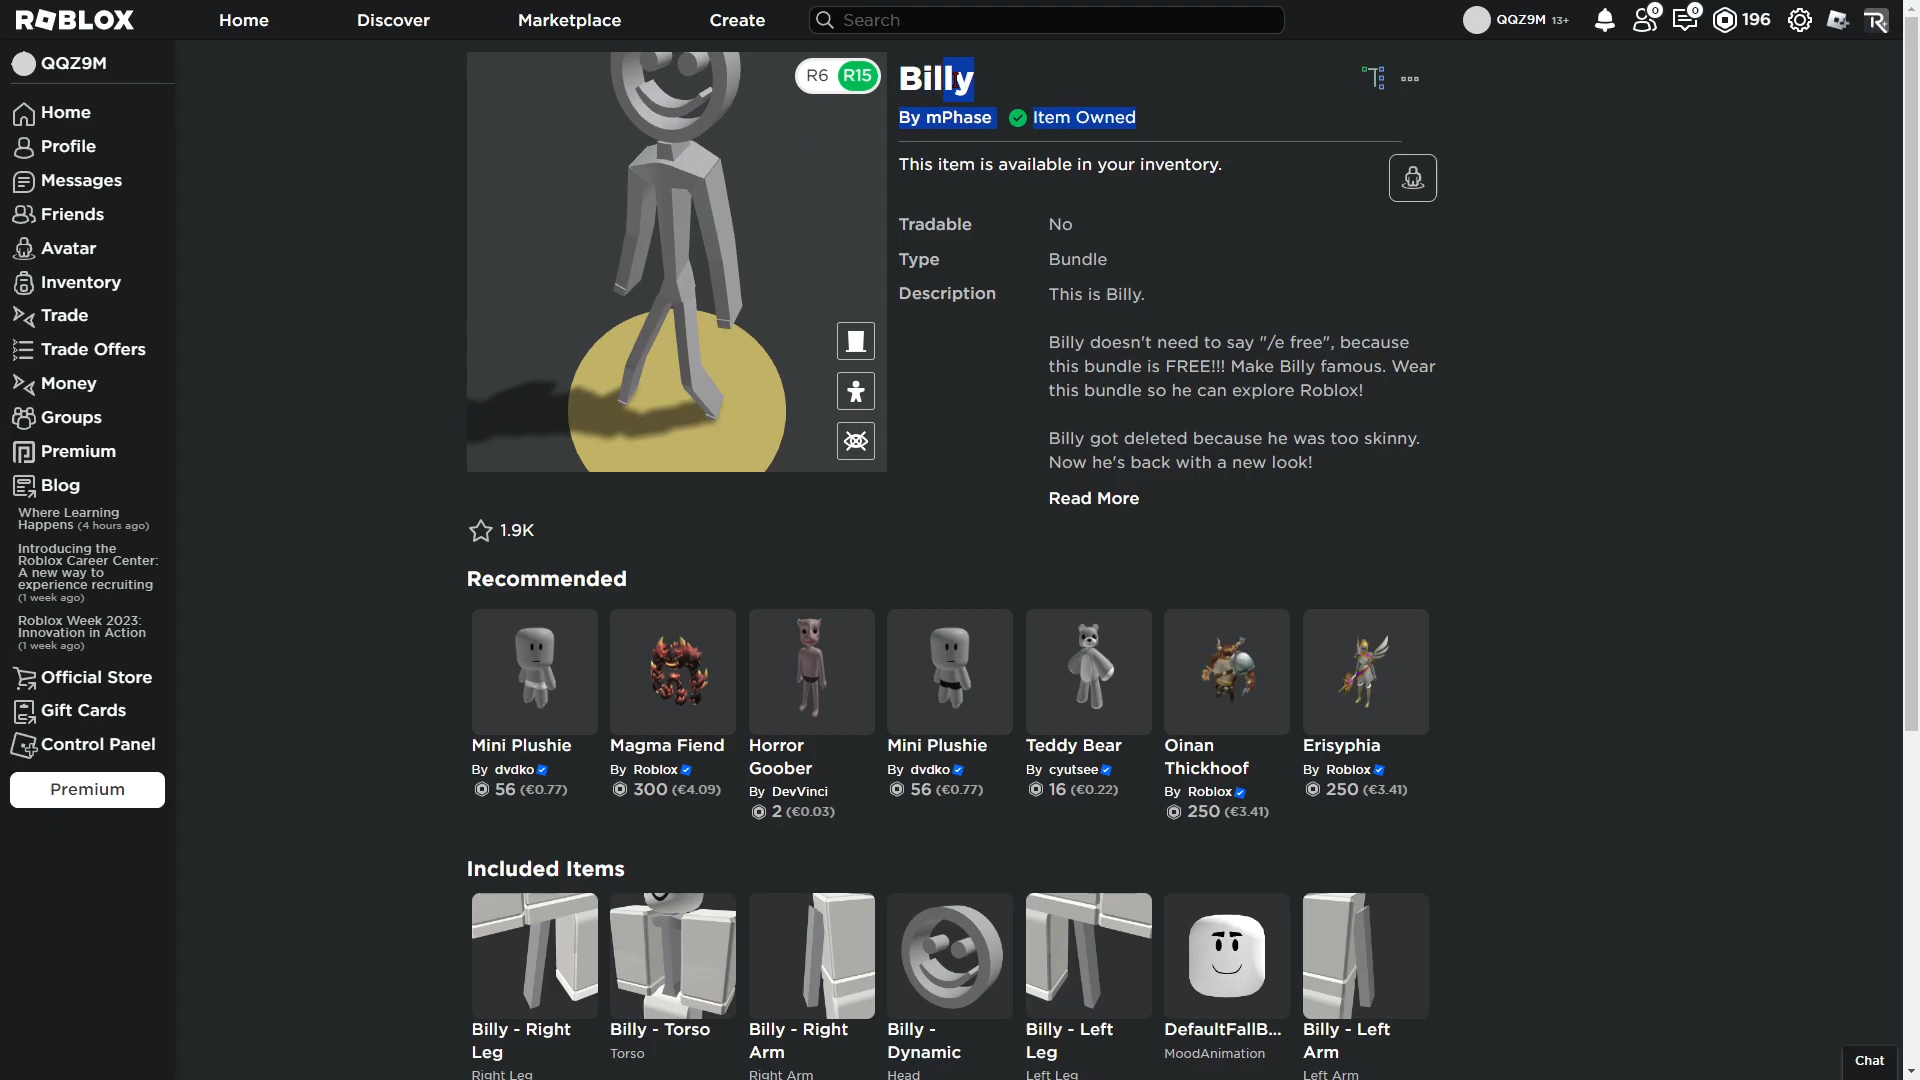 ROBLOX
Home
Discover
Marketplace
Create
Search
QQZ9M 13+
0
0
196
QQZ9M
Home
Profile
Messages
Friends
Avatar
Inventory
Trade
Trade Offers
Money
Groups
Premium
Blog
Where Learning
Happens (4 hours ago)
Introducing the
Roblox Career Center:
A new way to
experience recruiting
(1 week ago)
Roblox Week 2023:
Innovation in Action
(1 week ago)
Official Store
Gift Cards
Control Panel
Premium
R6 R15
Billy
By mPhase Item Owned
This item is available in your inventory.
Tradable No
Type Bundle
Description This is Billy.
Billy doesn't need to say "/e free", because
this bundle is FREE!!! Make Billy famous. Wear
this bundle so he can explore Roblox!
Billy got deleted because he was too skinny.
Now he's back with a new look!
Read More
1.9K
Recommended
Mini Plushie
By dvdko
56 (€0.77)
Magma Fiend
By Roblox
300 (€4.09)
Horror
Goober
By DevVinci
2 (€0.03)
Mini Plushie
By dvdko
56 (€0.77)
Teddy Bear
By cyutsee
16 (€0.22)
Oinan
Thickhoof
By Roblox
250 (€3.41)
Erisyphia
By Roblox
250 (€3.41)
Included Items
Billy - Right
Leg
Right Leg
Billy - Torso
Torso
Billy - Right
Arm
Right Arm
Billy -
Dynamic
Head
Billy - Left
Leg
Left Leg
DefaultFallB...
MoodAnimation
Billy - Left
Arm
Left Arm
Chat